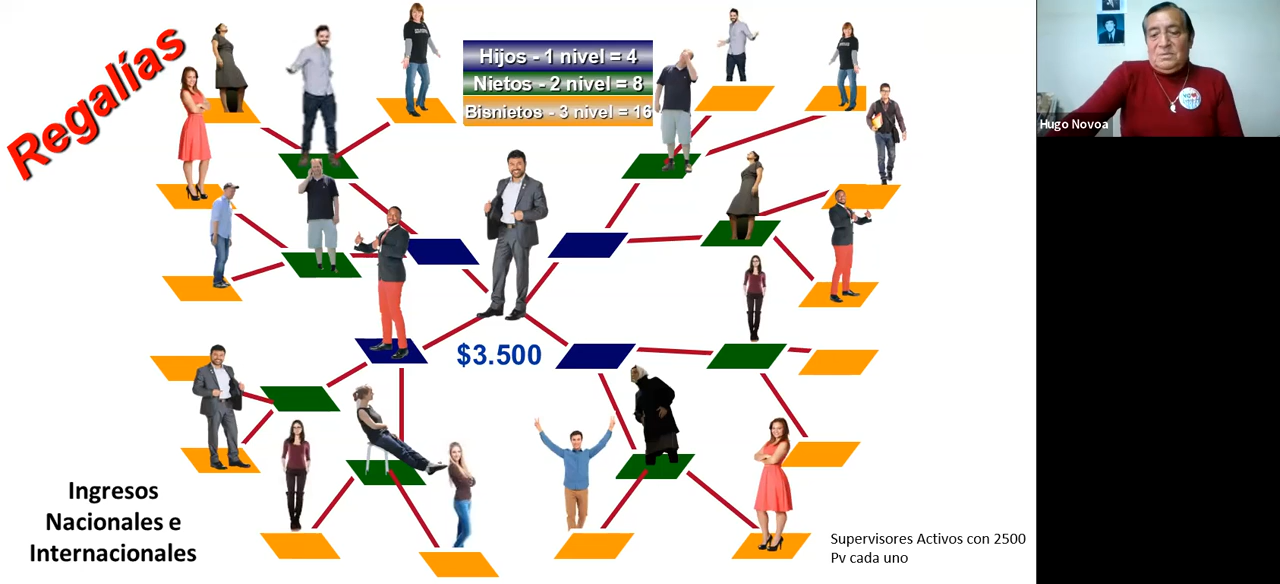 Regalías
Hijos - 1 nivel = 4
Nietos - 2 nivel = 8
Bisnietos - 3 nivel = 16
$3.500
Ingresos
Nacionales e
Internacionales
Supervisores Activos con 2500
Pv cada uno
Hugo Novoa